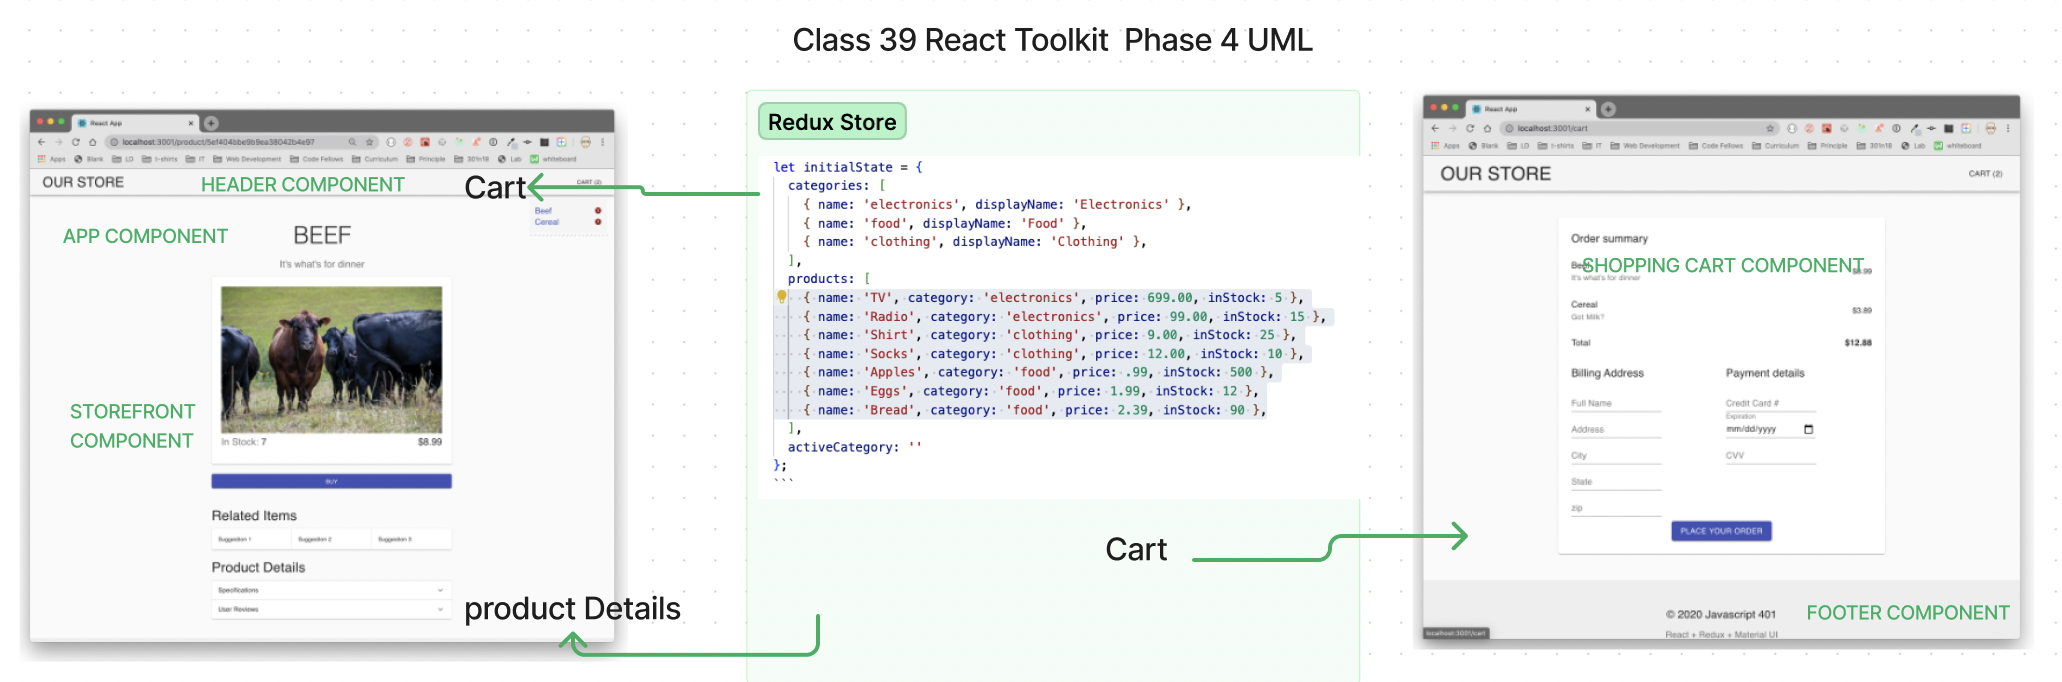 Class 39 React Toolkit  Phase 4 UML
React App
localhost:3001/product/5ef404bbe9b9ea38042b4e97
Apps Blank LD t-shirts IT Web Development Code Fellows Curriculum Principle 301n18 Lab whiteboard
OUR STORE
HEADER COMPONENT
Cart
CART (2)
Beef
Cereal
APP COMPONENT
BEEF
It's what's for dinner
STOREFRONT
COMPONENT
In Stock: 7 $8.99
BUY
Related Items
Suggestion 1 Suggestion 2 Suggestion 3
Product Details
Specifications
User Reviews
product Details
Redux Store
let initialState = {
categories: [
{ name: 'electronics', displayName: 'Electronics' },
{ name: 'food', displayName: 'Food' },
{ name: 'clothing', displayName: 'Clothing' },
],
products: [
{ name: 'TV', category: 'electronics', price: 699.00, inStock: 5 },
{ name: 'Radio', category: 'electronics', price: 99.00, inStock: 15 },
{ name: 'Shirt', category: 'clothing', price: 9.00, inStock: 25 },
{ name: 'Socks', category: 'clothing', price: 12.00, inStock: 10 },
{ name: 'Apples', category: 'food', price: .99, inStock: 500 },
{ name: 'Eggs', category: 'food', price: 1.99, inStock: 12 },
{ name: 'Bread', category: 'food', price: 2.39, inStock: 90 },
],
activeCategory: ''
};
```
Cart
React App
localhost:3001/cart
Apps Blank LD t-shirts IT Web Development Code Fellows Curriculum Principle 301n18 Lab whiteboard
OUR STORE
CART (2)
Order summary
Beef $8.99
SHOPPING CART COMPONENT
It's what's for dinner
Cereal
$3.89
Got Milk?
Total $12.88
Billing Address
Payment details
Full Name
Credit Card #
Expiration
Address
mm/dd/yyyy
City
CVV
State
zip
PLACE YOUR ORDER
© 2020 Javascript 401
FOOTER COMPONENT
React + Redux + Material UI
localhost:3001/cart